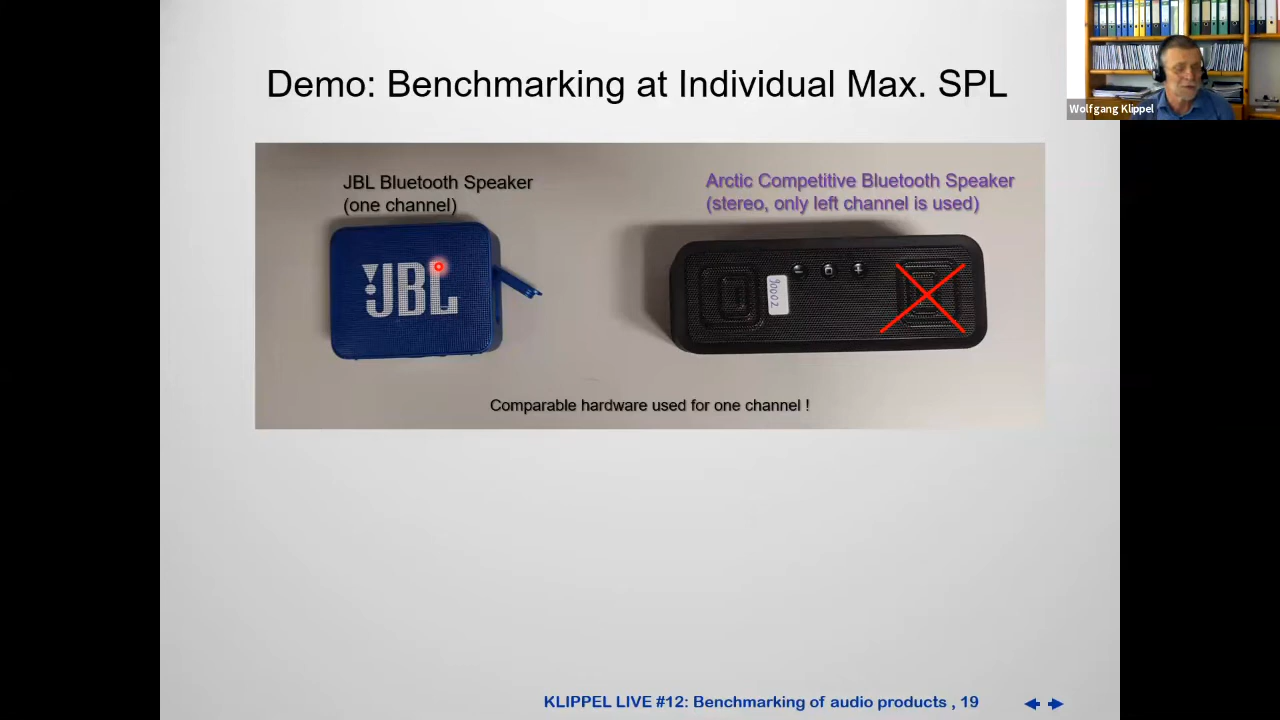 Demo: Benchmarking at Individual Max. SPL
Wolfgang Klippel
JBL Bluetooth Speaker
(one channel)
Arctic Competitive Bluetooth Speaker
(stereo, only left channel is used)
JBL
90002
Comparable hardware used for one channel !
KLIPPEL LIVE #12: Benchmarking of audio products , 19